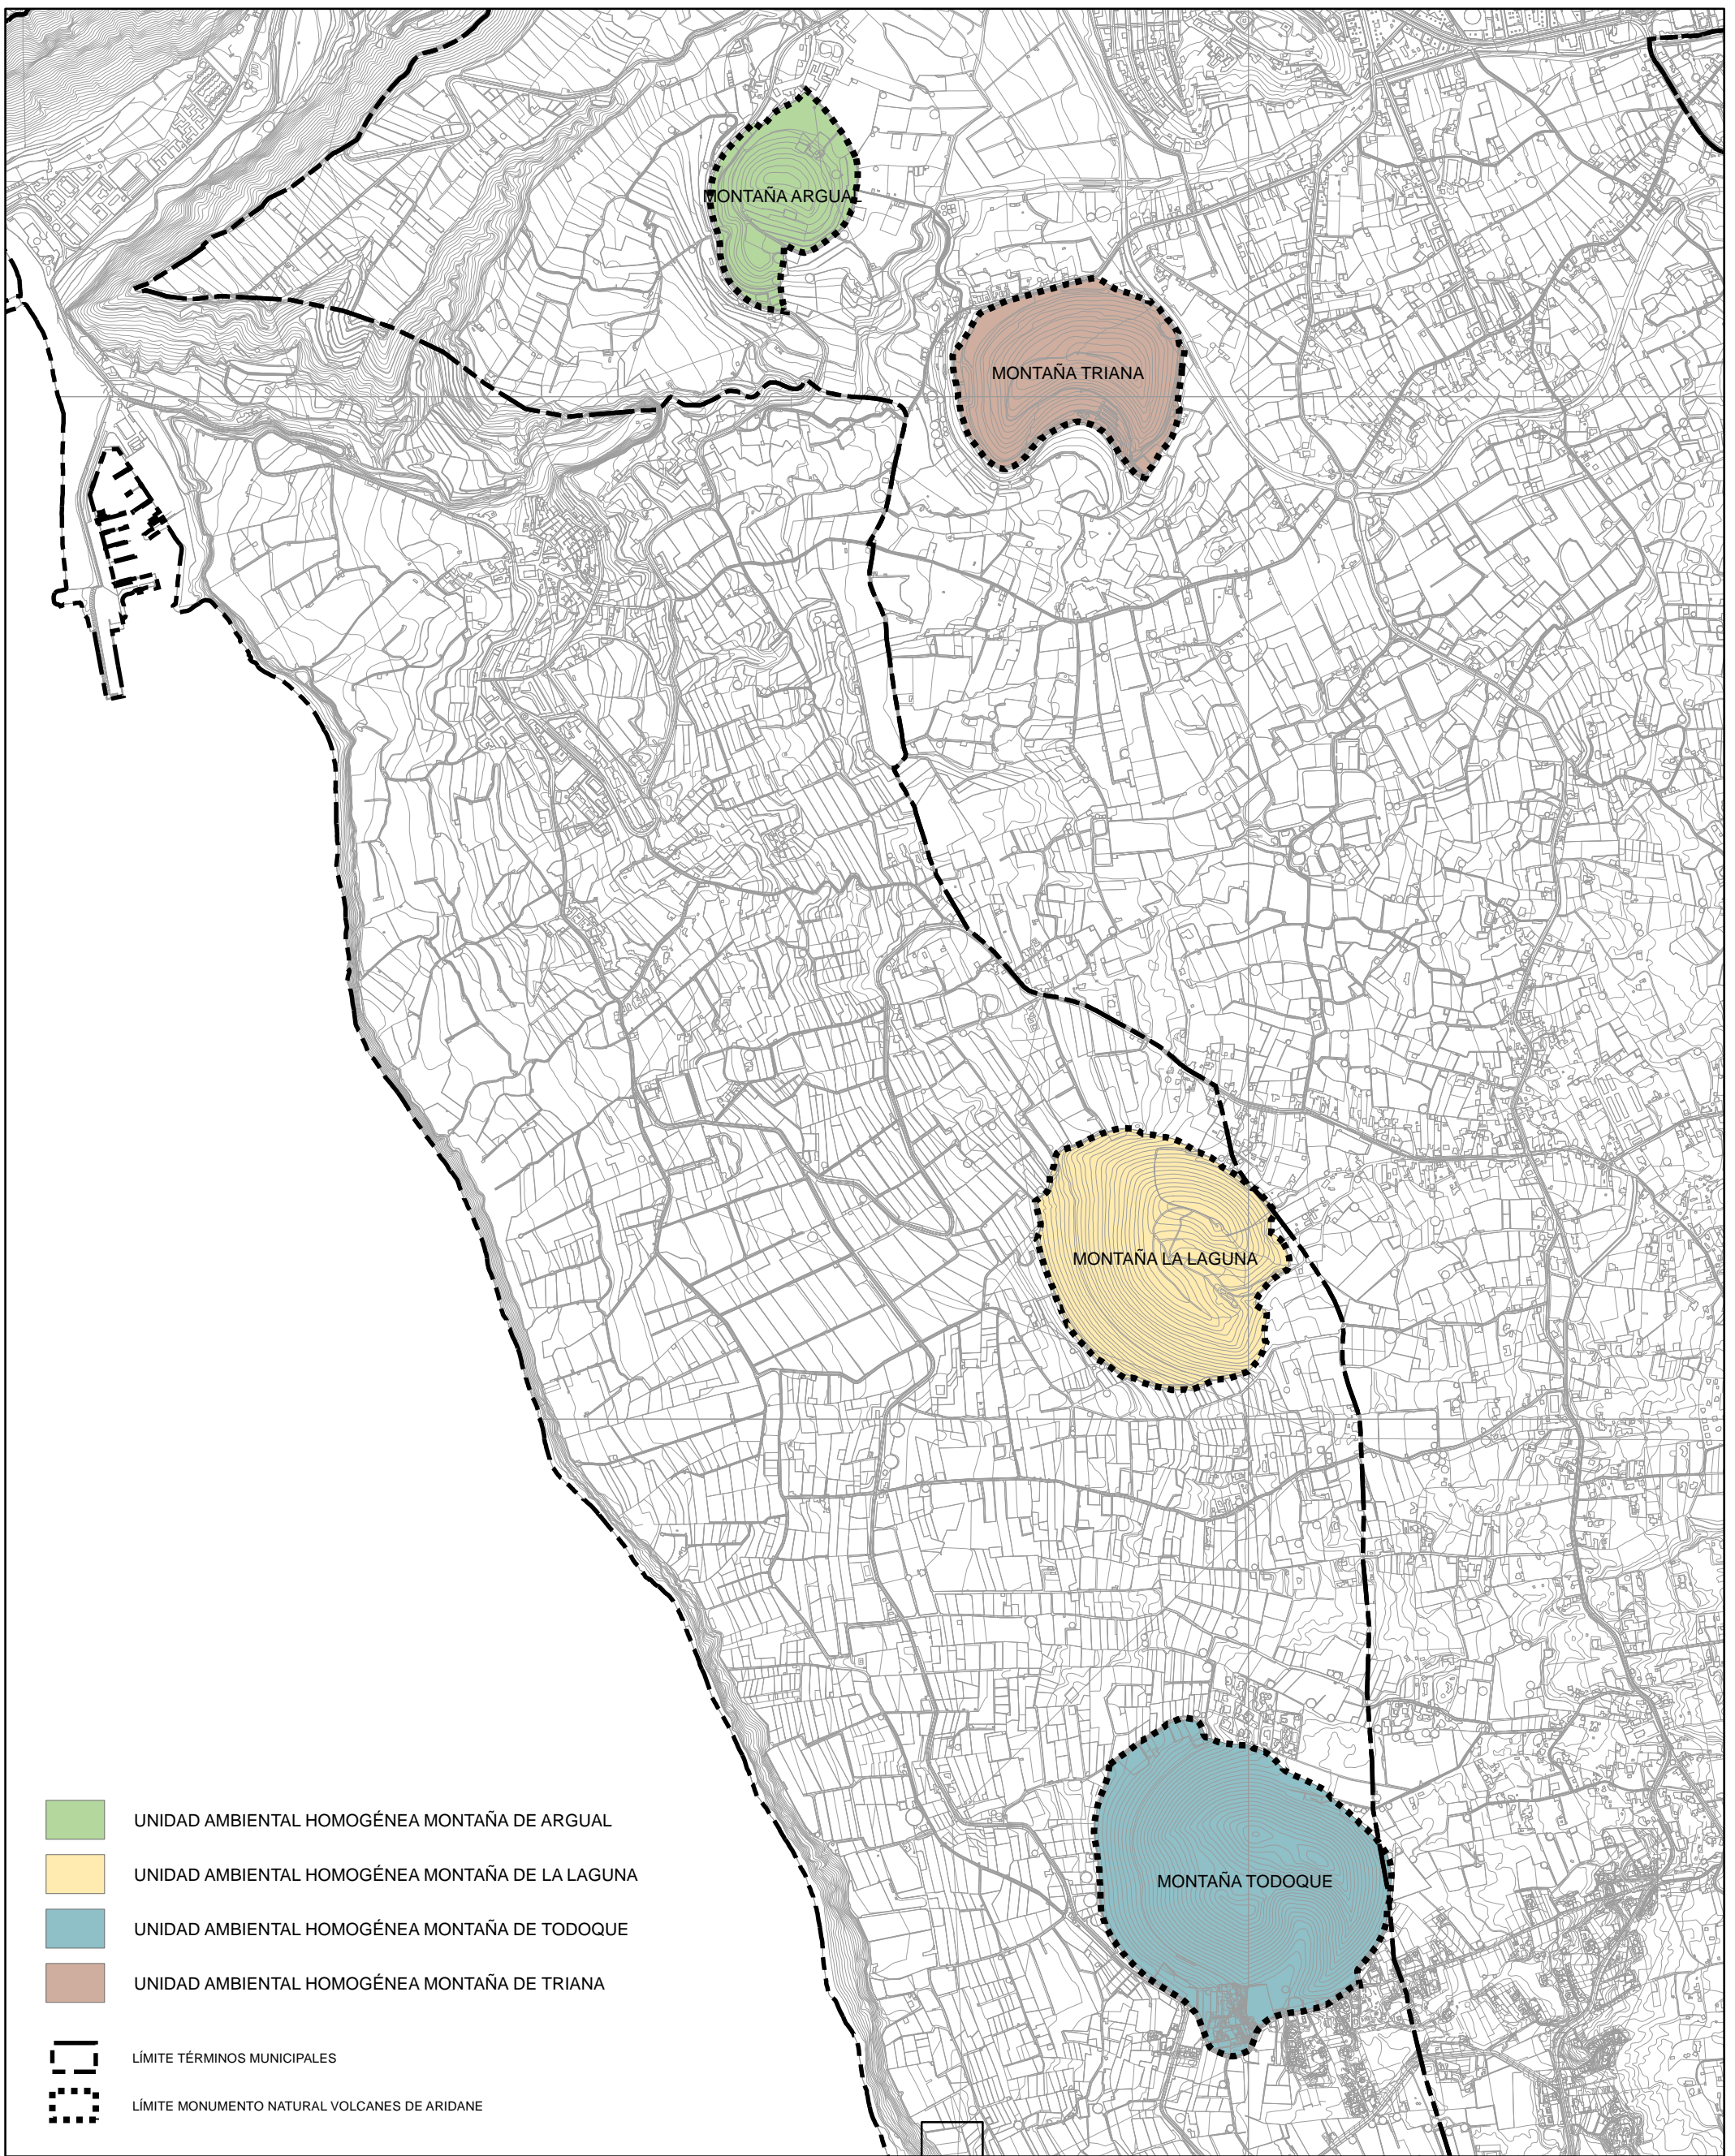 MONTAÑA ARGUAL
MONTAÑA TRIANA
MONTAÑA LA LAGUNA
MONTAÑA TODOQUE
UNIDAD AMBIENTAL HOMOGÉNEA MONTAÑA DE ARGUAL
UNIDAD AMBIENTAL HOMOGÉNEA MONTAÑA DE LA LAGUNA
UNIDAD AMBIENTAL HOMOGÉNEA MONTAÑA DE TODOQUE
UNIDAD AMBIENTAL HOMOGÉNEA MONTAÑA DE TRIANA
LÍMITE TÉRMINOS MUNICIPALES
LÍMITE MONUMENTO NATURAL VOLCANES DE ARIDANE